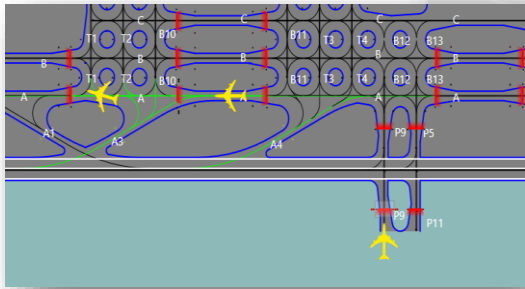 C C C
T1 T2 B10 B11 T3 T4 B12 B13
B B B B
T1 T2 B10 B11 T3 T4 B12 B13
A A A A A
A1 A3 A4 P9 P5
P9 P11